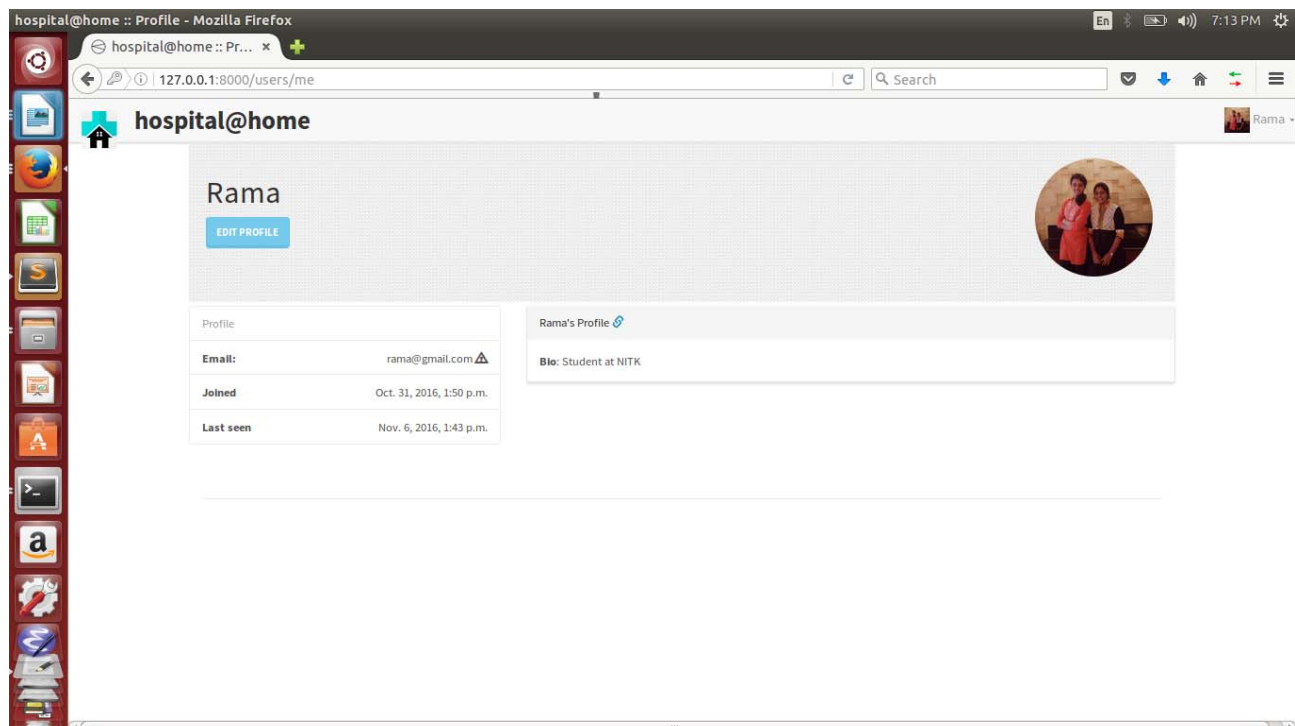 hospital@home :: Profile - Mozilla Firefox
En
7:13 PM
hospital@home :: Pr...
127.0.0.1:8000/users/me
Search
hospital@home
Rama
Rama
EDIT PROFILE
Profile
Email: rama@gmail.com
Joined Oct. 31, 2016, 1:50 p.m.
Last seen Nov. 6, 2016, 1:43 p.m.
Rama's Profile
Bio: Student at NITK